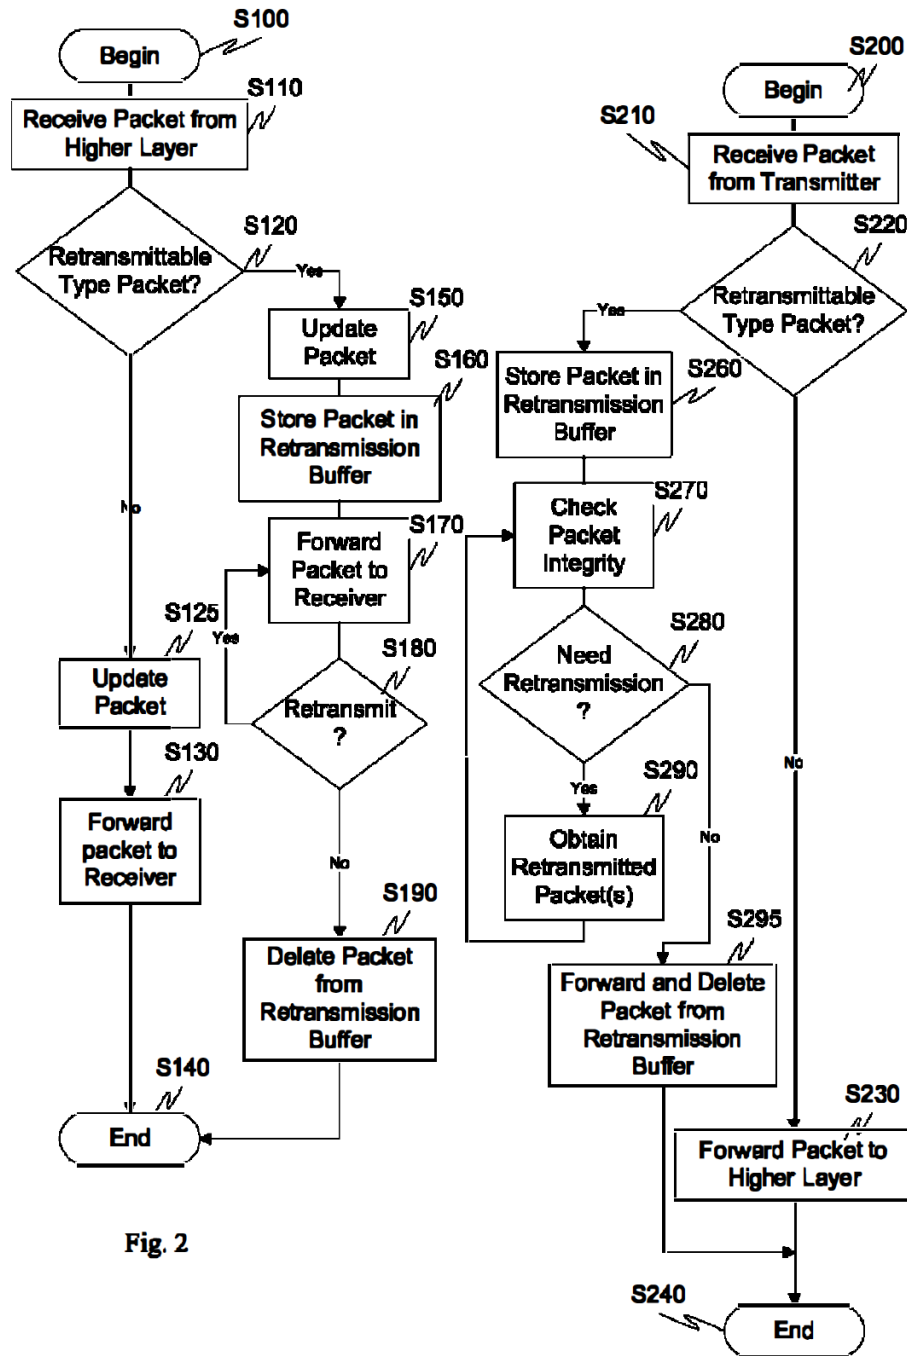 S100
Begin
S110
Receive Packet from
Higher Layer
S120
Retransmittable
Type Packet?
Yes
S150
Update
Packet
S160
Store Packet in
Retransmission
Buffer
No
S170
Forward
Packet to
Receiver
Yes
S125
Update
Packet
S180
Retransmit
?
S130
Forward
packet to
Receiver
No
S190
Delete Packet
from
Retransmission
Buffer
S140
End
Fig. 2
S200
Begin
S210
Receive Packet
from Transmitter
S220
Retransmittable
Type Packet?
Yes
S260
Store Packet in
Retransmission
Buffer
S270
Check
Packet
Integrity
S280
Need
Retransmission
?
Yes
No
No
S290
Obtain
Retransmitted
Packet(s)
S295
Forward and Delete
Packet from
Retransmission
Buffer
S230
Forward Packet to
Higher Layer
S240
End